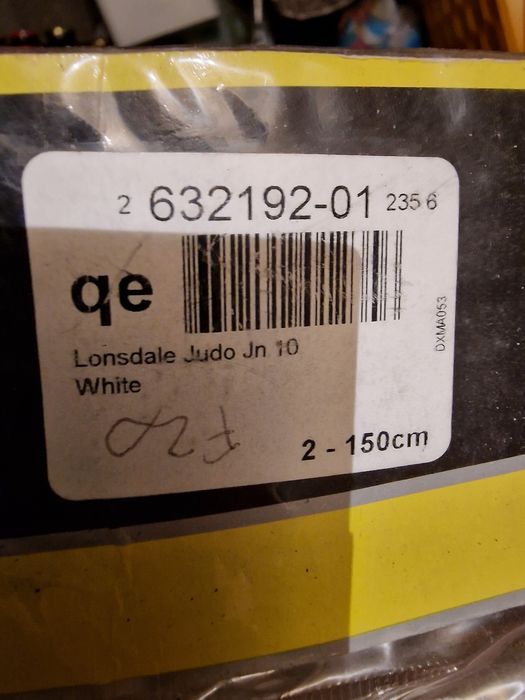 2 632192-01 235 6
qe
DXMA053
Lonsdale Judo Jn 10
White
2 - 150cm